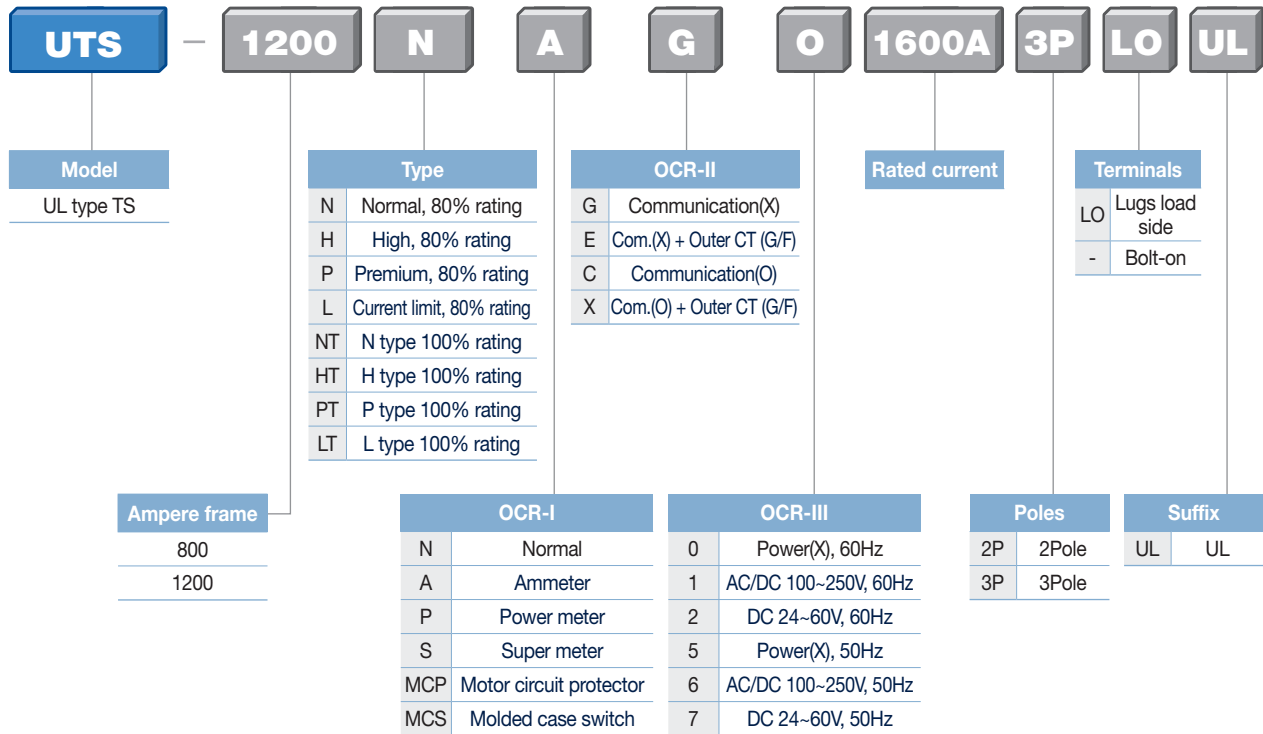 UTS – 1200 N A G O 1600A 3P LO UL
Model
UL type TS
Type
N Normal, 80% rating
H High, 80% rating
P Premium, 80% rating
L Current limit, 80% rating
NT N type 100% rating
HT H type 100% rating
PT P type 100% rating
LT L type 100% rating
OCR-II
G Communication(X)
E Com.(X) + Outer CT (G/F)
C Communication(O)
X Com.(O) + Outer CT (G/F)
Rated current
Terminals
LO Lugs load
side
- Bolt-on
Ampere frame
800
1200
OCR-I
N Normal
A Ammeter
P Power meter
S Super meter
MCP Motor circuit protector
MCS Molded case switch
OCR-III
0 Power(X), 60Hz
1 AC/DC 100~250V, 60Hz
2 DC 24~60V, 60Hz
5 Power(X), 50Hz
6 AC/DC 100~250V, 50Hz
7 DC 24~60V, 50Hz
Poles
2P 2Pole
3P 3Pole
Suffix
UL UL